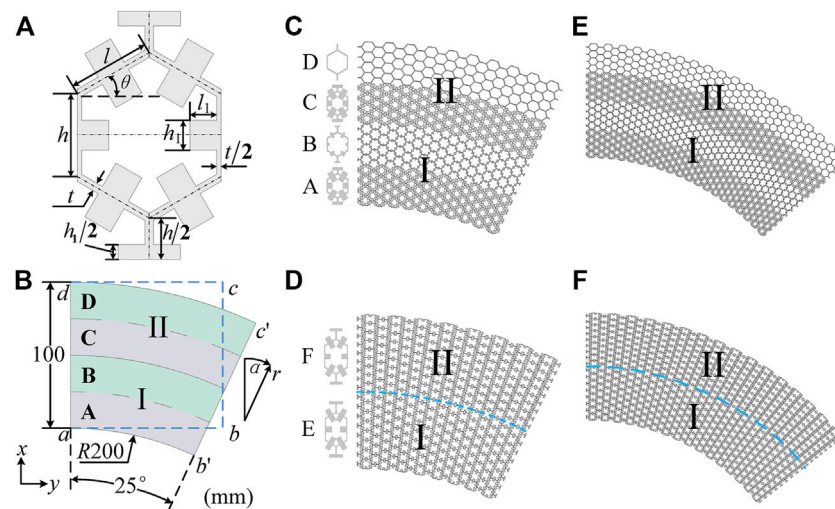 A
l
θ
h
h₁
l₁
t/2
t
h₁/2
h/2
B
d
c
D
II
c'
100
C
B
I
α
r
A
a
b
R200
b'
x
y
25°
(mm)
C
D
C
B
A
II
I
E
II
I
D
F
E
II
I
F
II
I